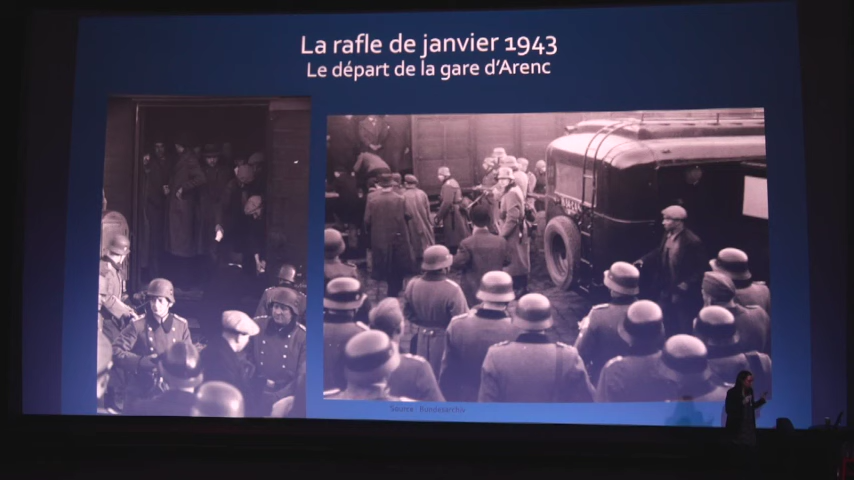 La rafle de janvier 1943
Le départ de la gare d'Arenc
Source : Bundesarchiv